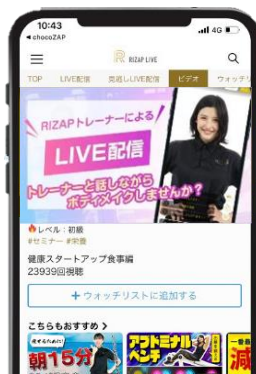 10:43
4G
◀ chocoZAP
RIZAP LIVE
TOP LIVE配信 見逃しLIVE配信 ビデオ ウォッチリ
RIZAPトレーナーによる
LIVE配信
トレーナーと話しながら
ボディメイクしませんか？
レベル：初級
#セミナー #栄養
健康スタートアップ食事編
23939回視聴
＋ウォッチリストに追加する
こちらもおすすめ
痩せるために!
朝15分
アブドミナル
ベンチ
減